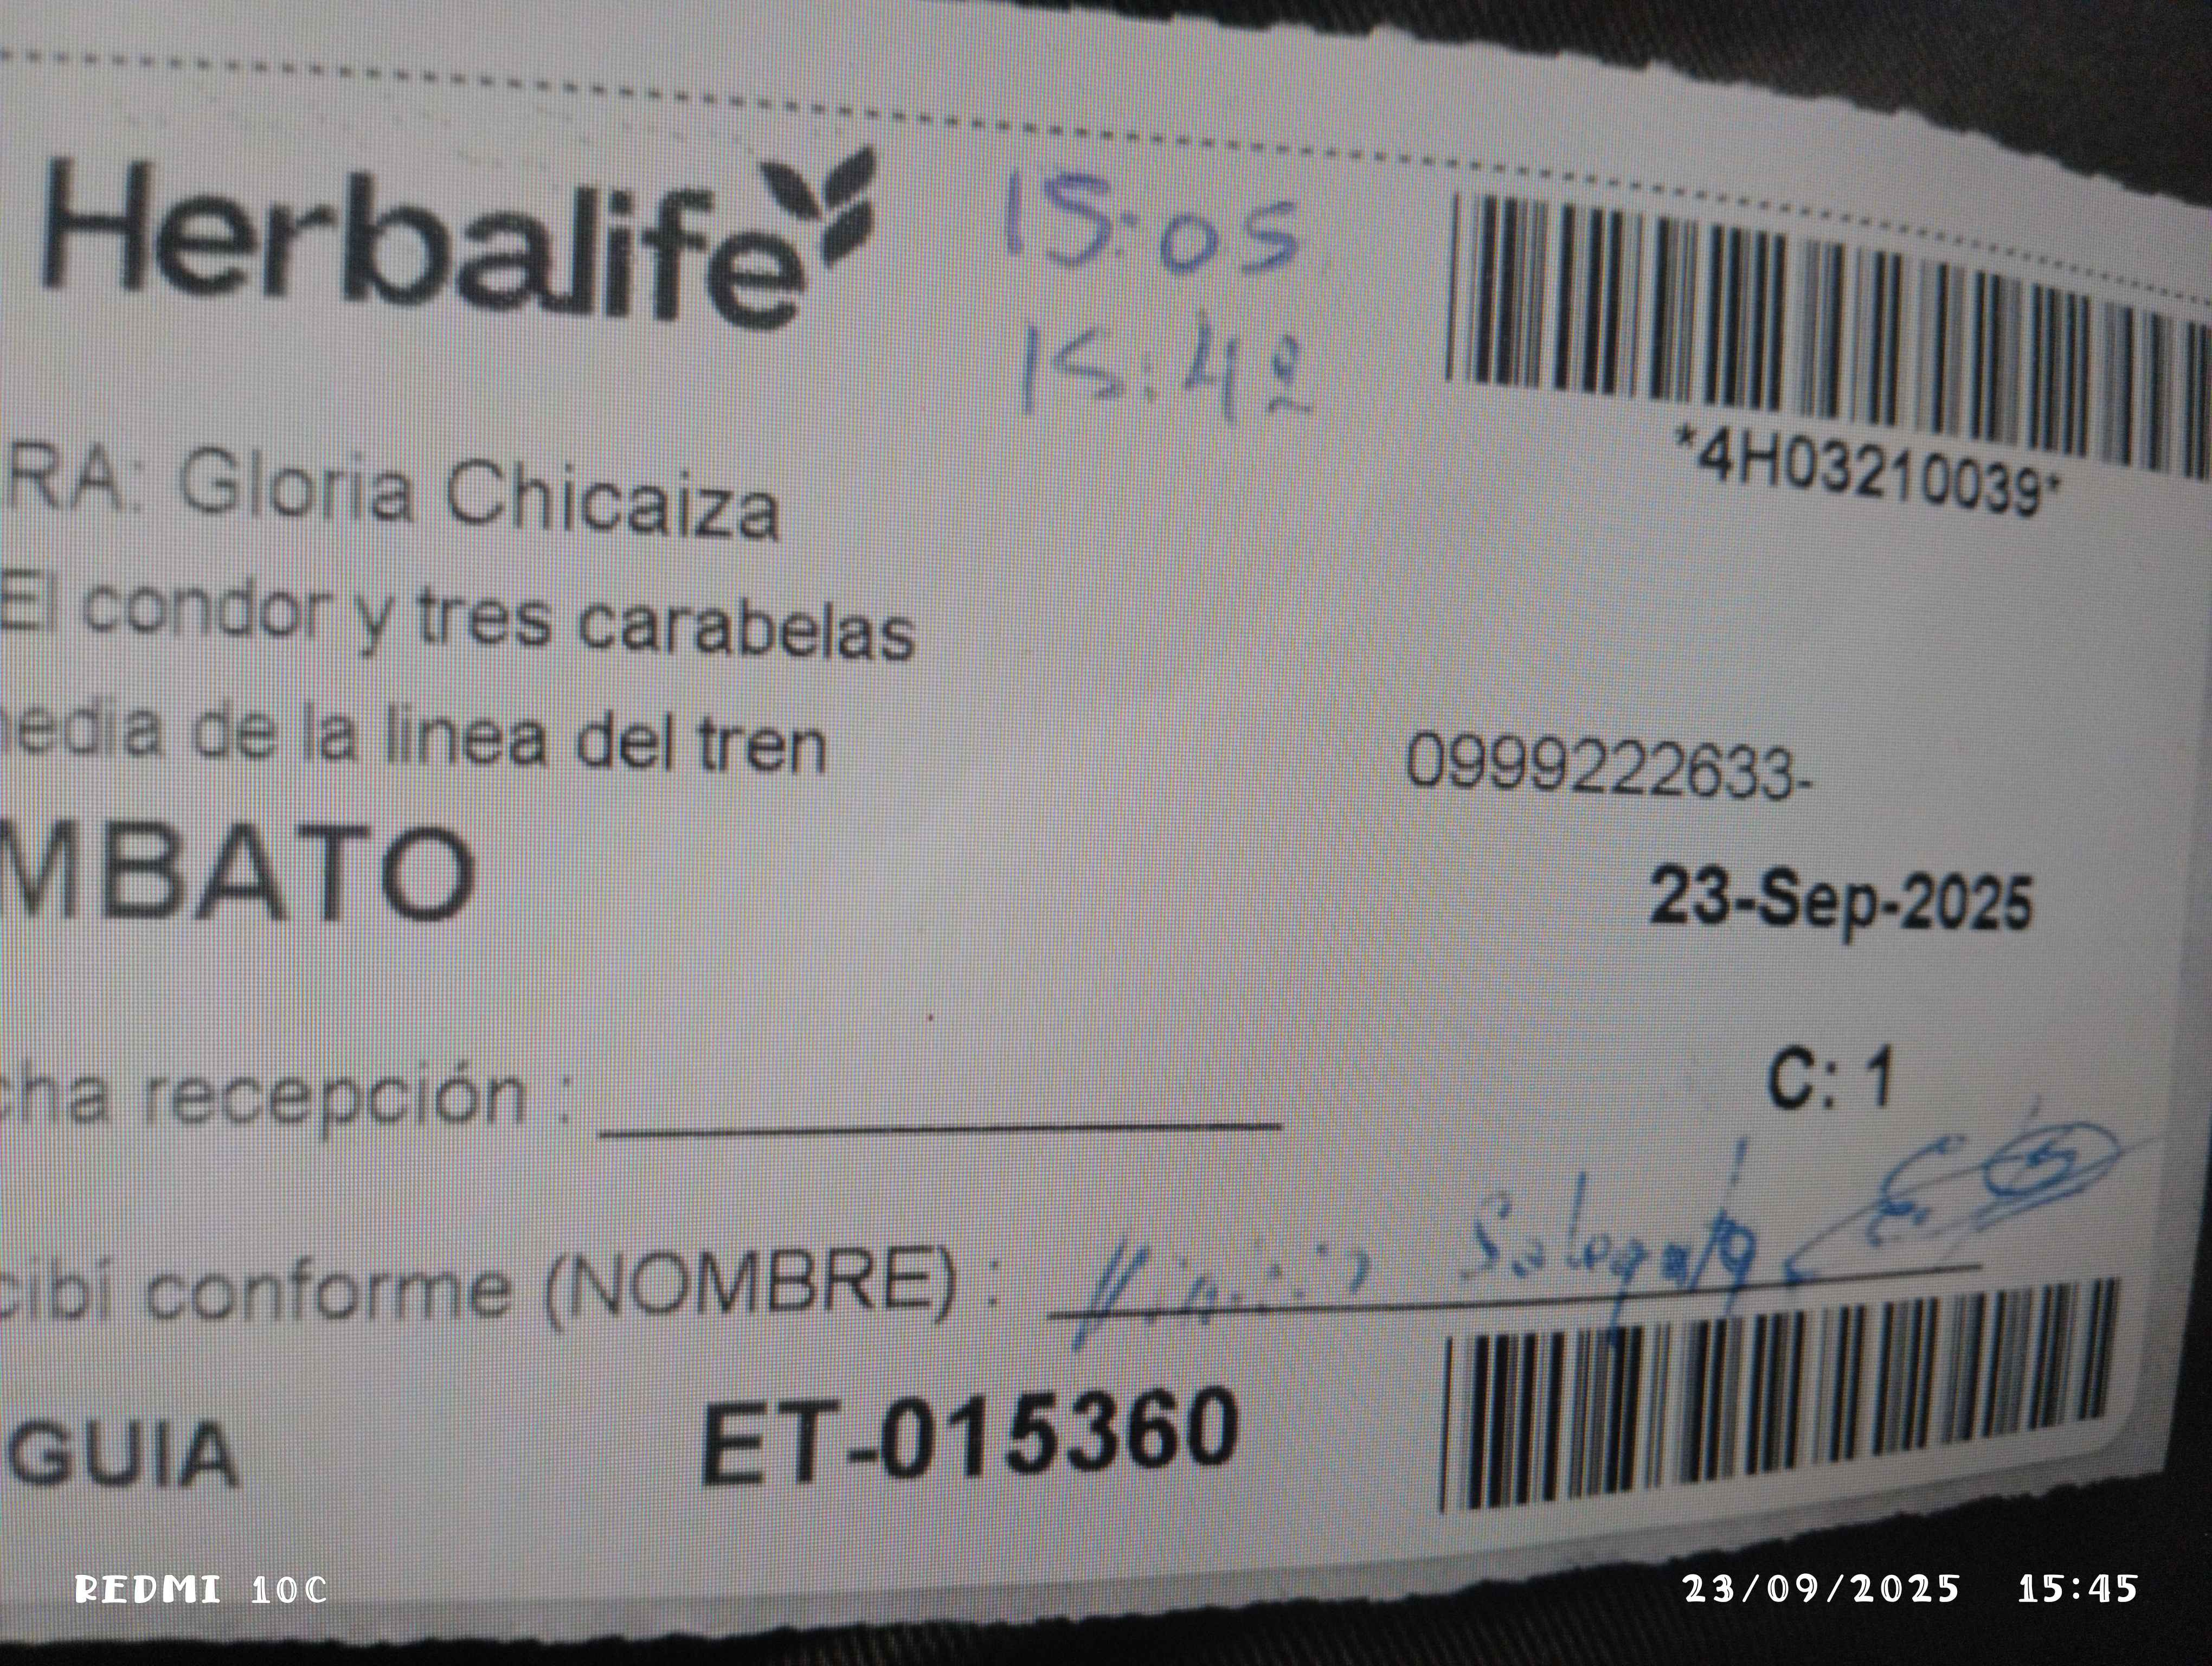 Herbalife
15:05
15:42
*4H03210039*
RA: Gloria Chicaiza
El condor y tres carabelas
nedia de la linea del tren
0999222633-
MBATO
23-Sep-2025
C: 1
cha recepción :
cibí conforme (NOMBRE) :
GUIA
ET-015360
REDMI 10C
23/09/2025 15:45